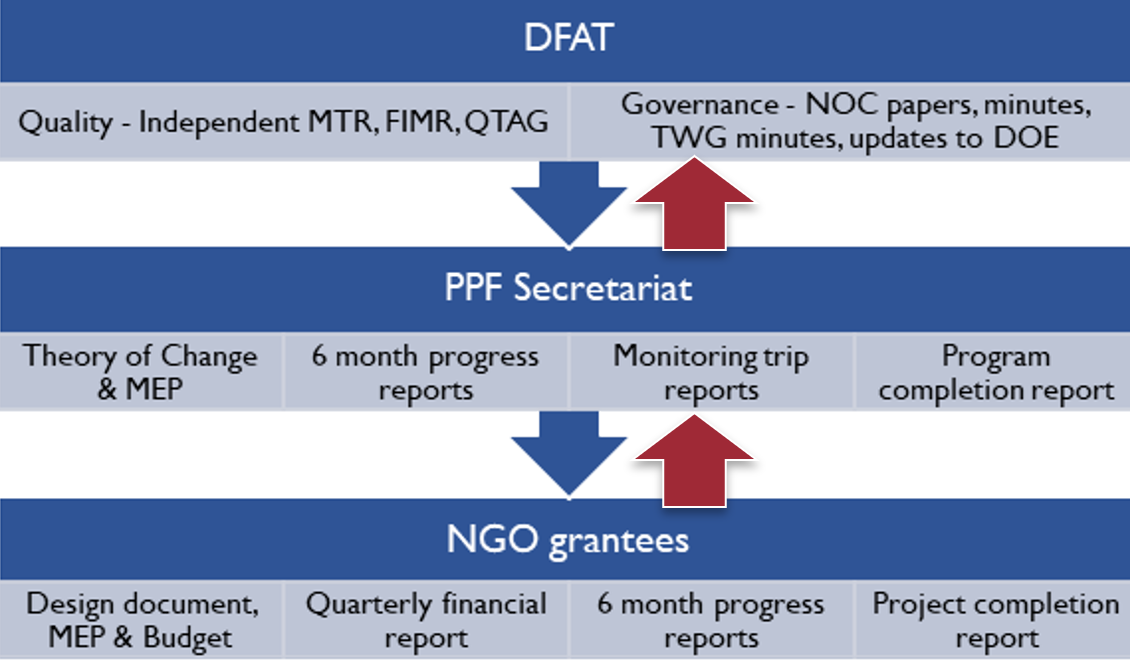 DFAT
Quality - Independent MTR, FIMR, QTAG
Governance - NOC papers, minutes,
TWG minutes, updates to DOE
PPF Secretariat
Theory of Change
& MEP
6 month progress
reports
Monitoring trip
reports
Program
completion report
NGO grantees
Design document,
MEP & Budget
Quarterly financial
report
6 month progress
reports
Project completion
report